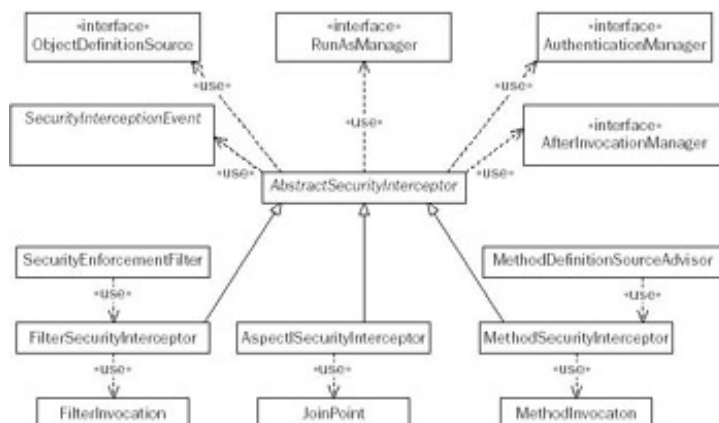 «interface»
ObjectDefinitionSource
«interface»
RunAsManager
«interface»
AuthenticationManager
«use»
«use»
SecurityInterceptionEvent
«use»
«interface»
AfterInvocationManager
«use»
«use»
AbstractSecurityInterceptor
SecurityEnforcementFilter
MethodDefinitionSourceAdvisor
«use»
«use»
FilterSecurityInterceptor
AspectJSecurityInterceptor
MethodSecurityInterceptor
«use»
«use»
«use»
FilterInvocation
JoinPoint
MethodInvocaton